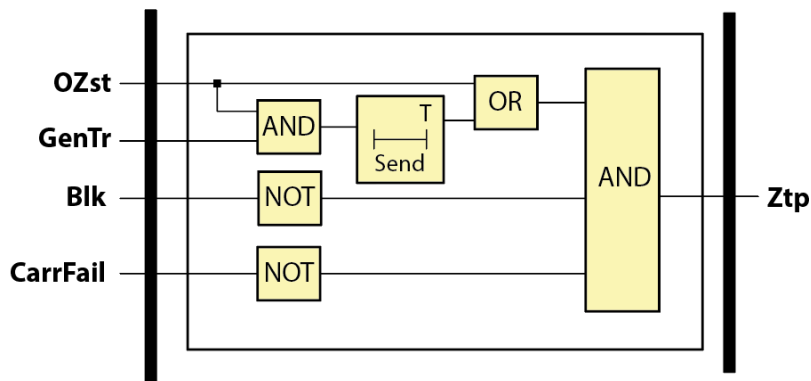 OZst
GenTr
Blk
CarrFail
AND
T
Send
OR
NOT
NOT
AND
Ztp